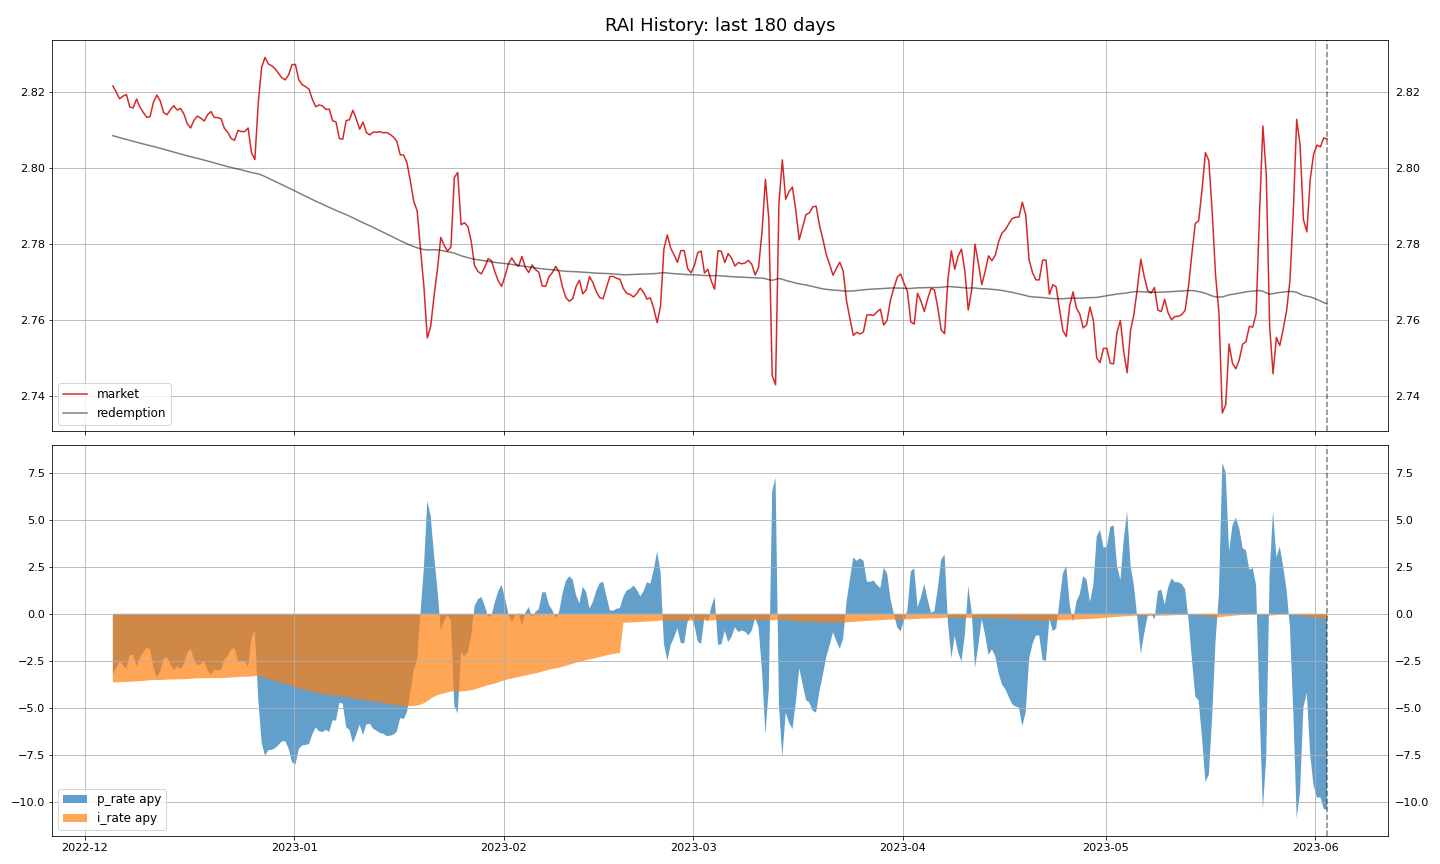 RAI History: last 180 days
2.82 2.82
2.80 2.80
2.78 2.78
2.76 2.76
2.74 2.74
market
redemption
7.5 7.5
5.0 5.0
2.5 2.5
0.0 0.0
−2.5 −2.5
−5.0 −5.0
−7.5 −7.5
−10.0 −10.0
p_rate apy
i_rate apy
2022-12 2023-01 2023-02 2023-03 2023-04 2023-05 2023-06